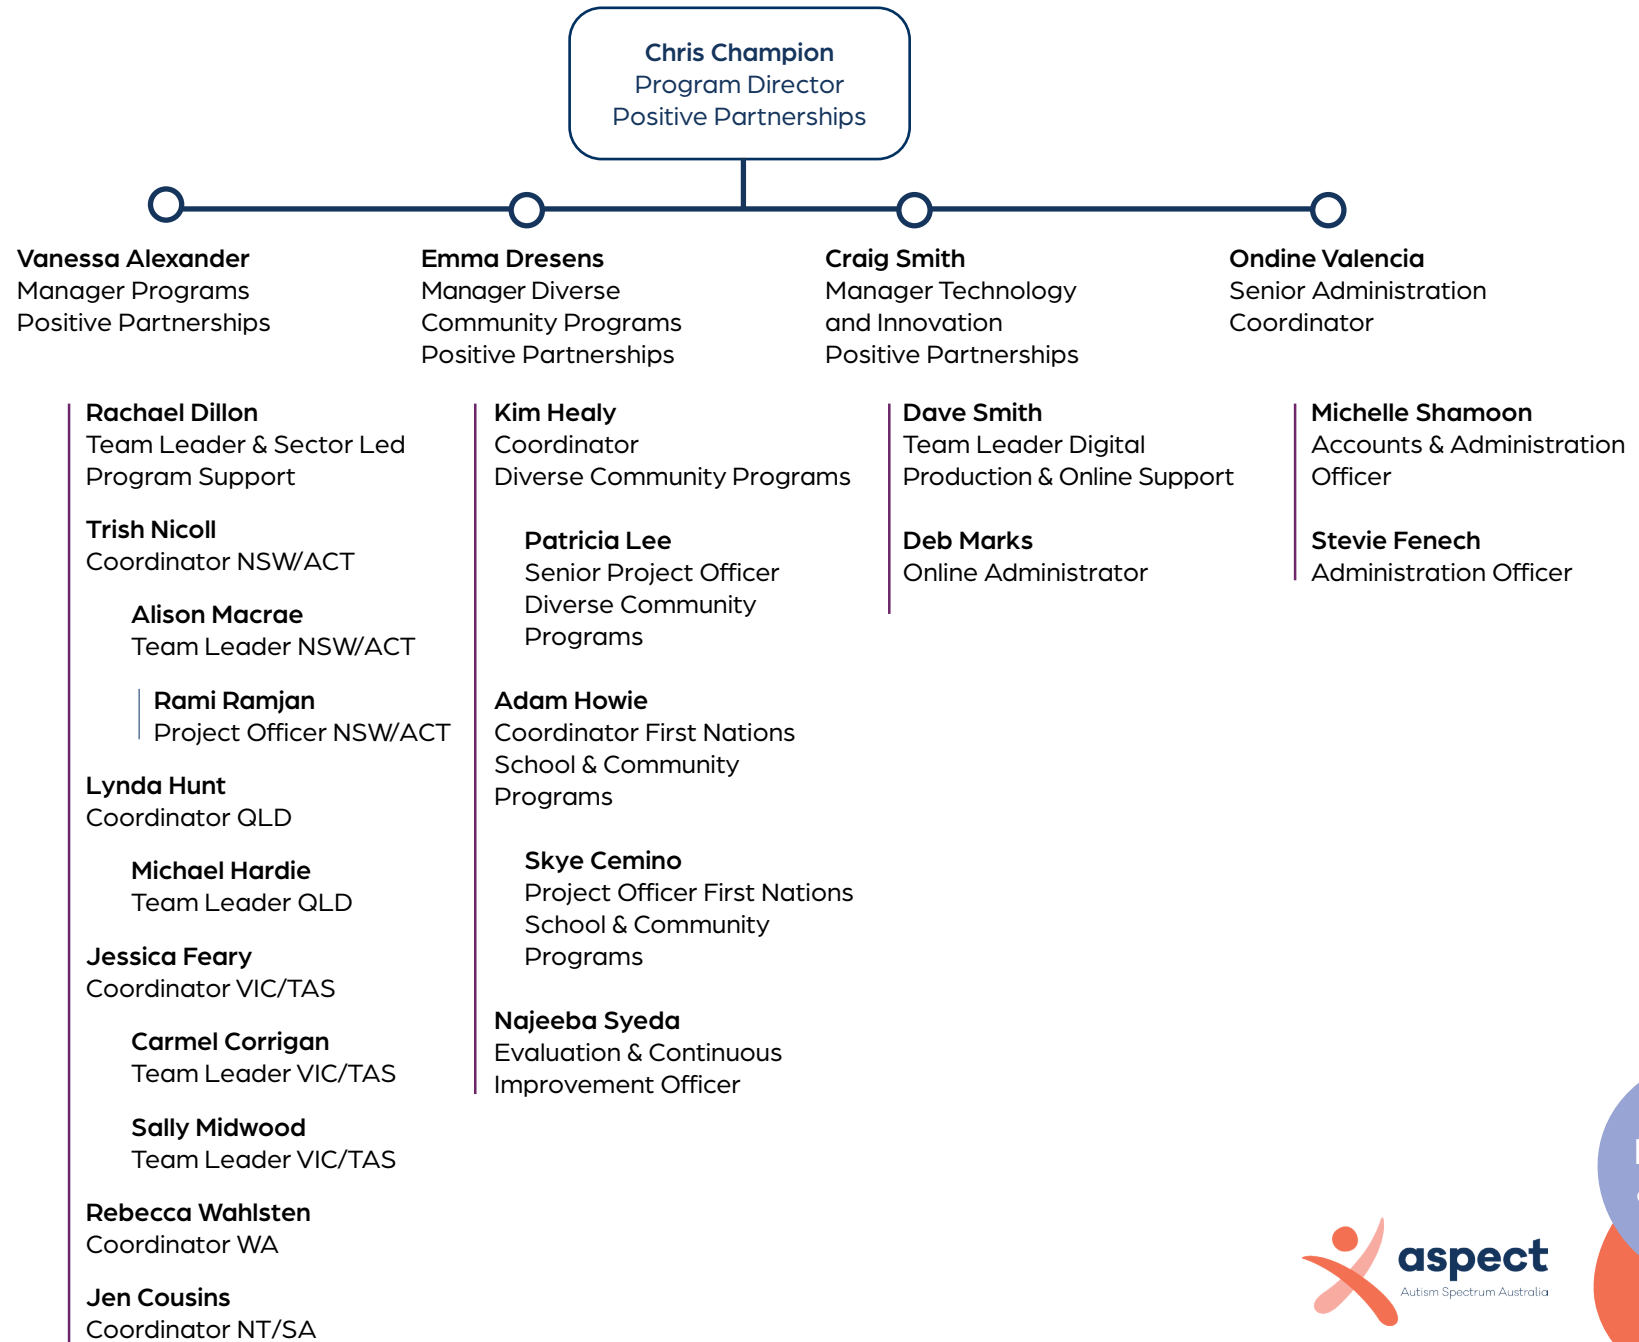 Chris Champion
Program Director
Positive Partnerships
Vanessa Alexander
Manager Programs
Positive Partnerships
Rachael Dillon
Team Leader & Sector Led
Program Support
Trish Nicoll
Coordinator NSW/ACT
Alison Macrae
Team Leader NSW/ACT
Rami Ramjan
Project Officer NSW/ACT
Lynda Hunt
Coordinator QLD
Michael Hardie
Team Leader QLD
Jessica Feary
Coordinator VIC/TAS
Carmel Corrigan
Team Leader VIC/TAS
Sally Midwood
Team Leader VIC/TAS
Rebecca Wahlsten
Coordinator WA
Jen Cousins
Coordinator NT/SA
Emma Dresens
Manager Diverse
Community Programs
Positive Partnerships
Kim Healy
Coordinator
Diverse Community Programs
Patricia Lee
Senior Project Officer
Diverse Community
Programs
Adam Howie
Coordinator First Nations
School & Community
Programs
Skye Cemino
Project Officer First Nations
School & Community
Programs
Najeeba Syeda
Evaluation & Continuous
Improvement Officer
Craig Smith
Manager Technology
and Innovation
Positive Partnerships
Dave Smith
Team Leader Digital
Production & Online Support
Deb Marks
Online Administrator
Ondine Valencia
Senior Administration
Coordinator
Michelle Shamoon
Accounts & Administration
Officer
Stevie Fenech
Administration Officer
aspect
Autism Spectrum Australia